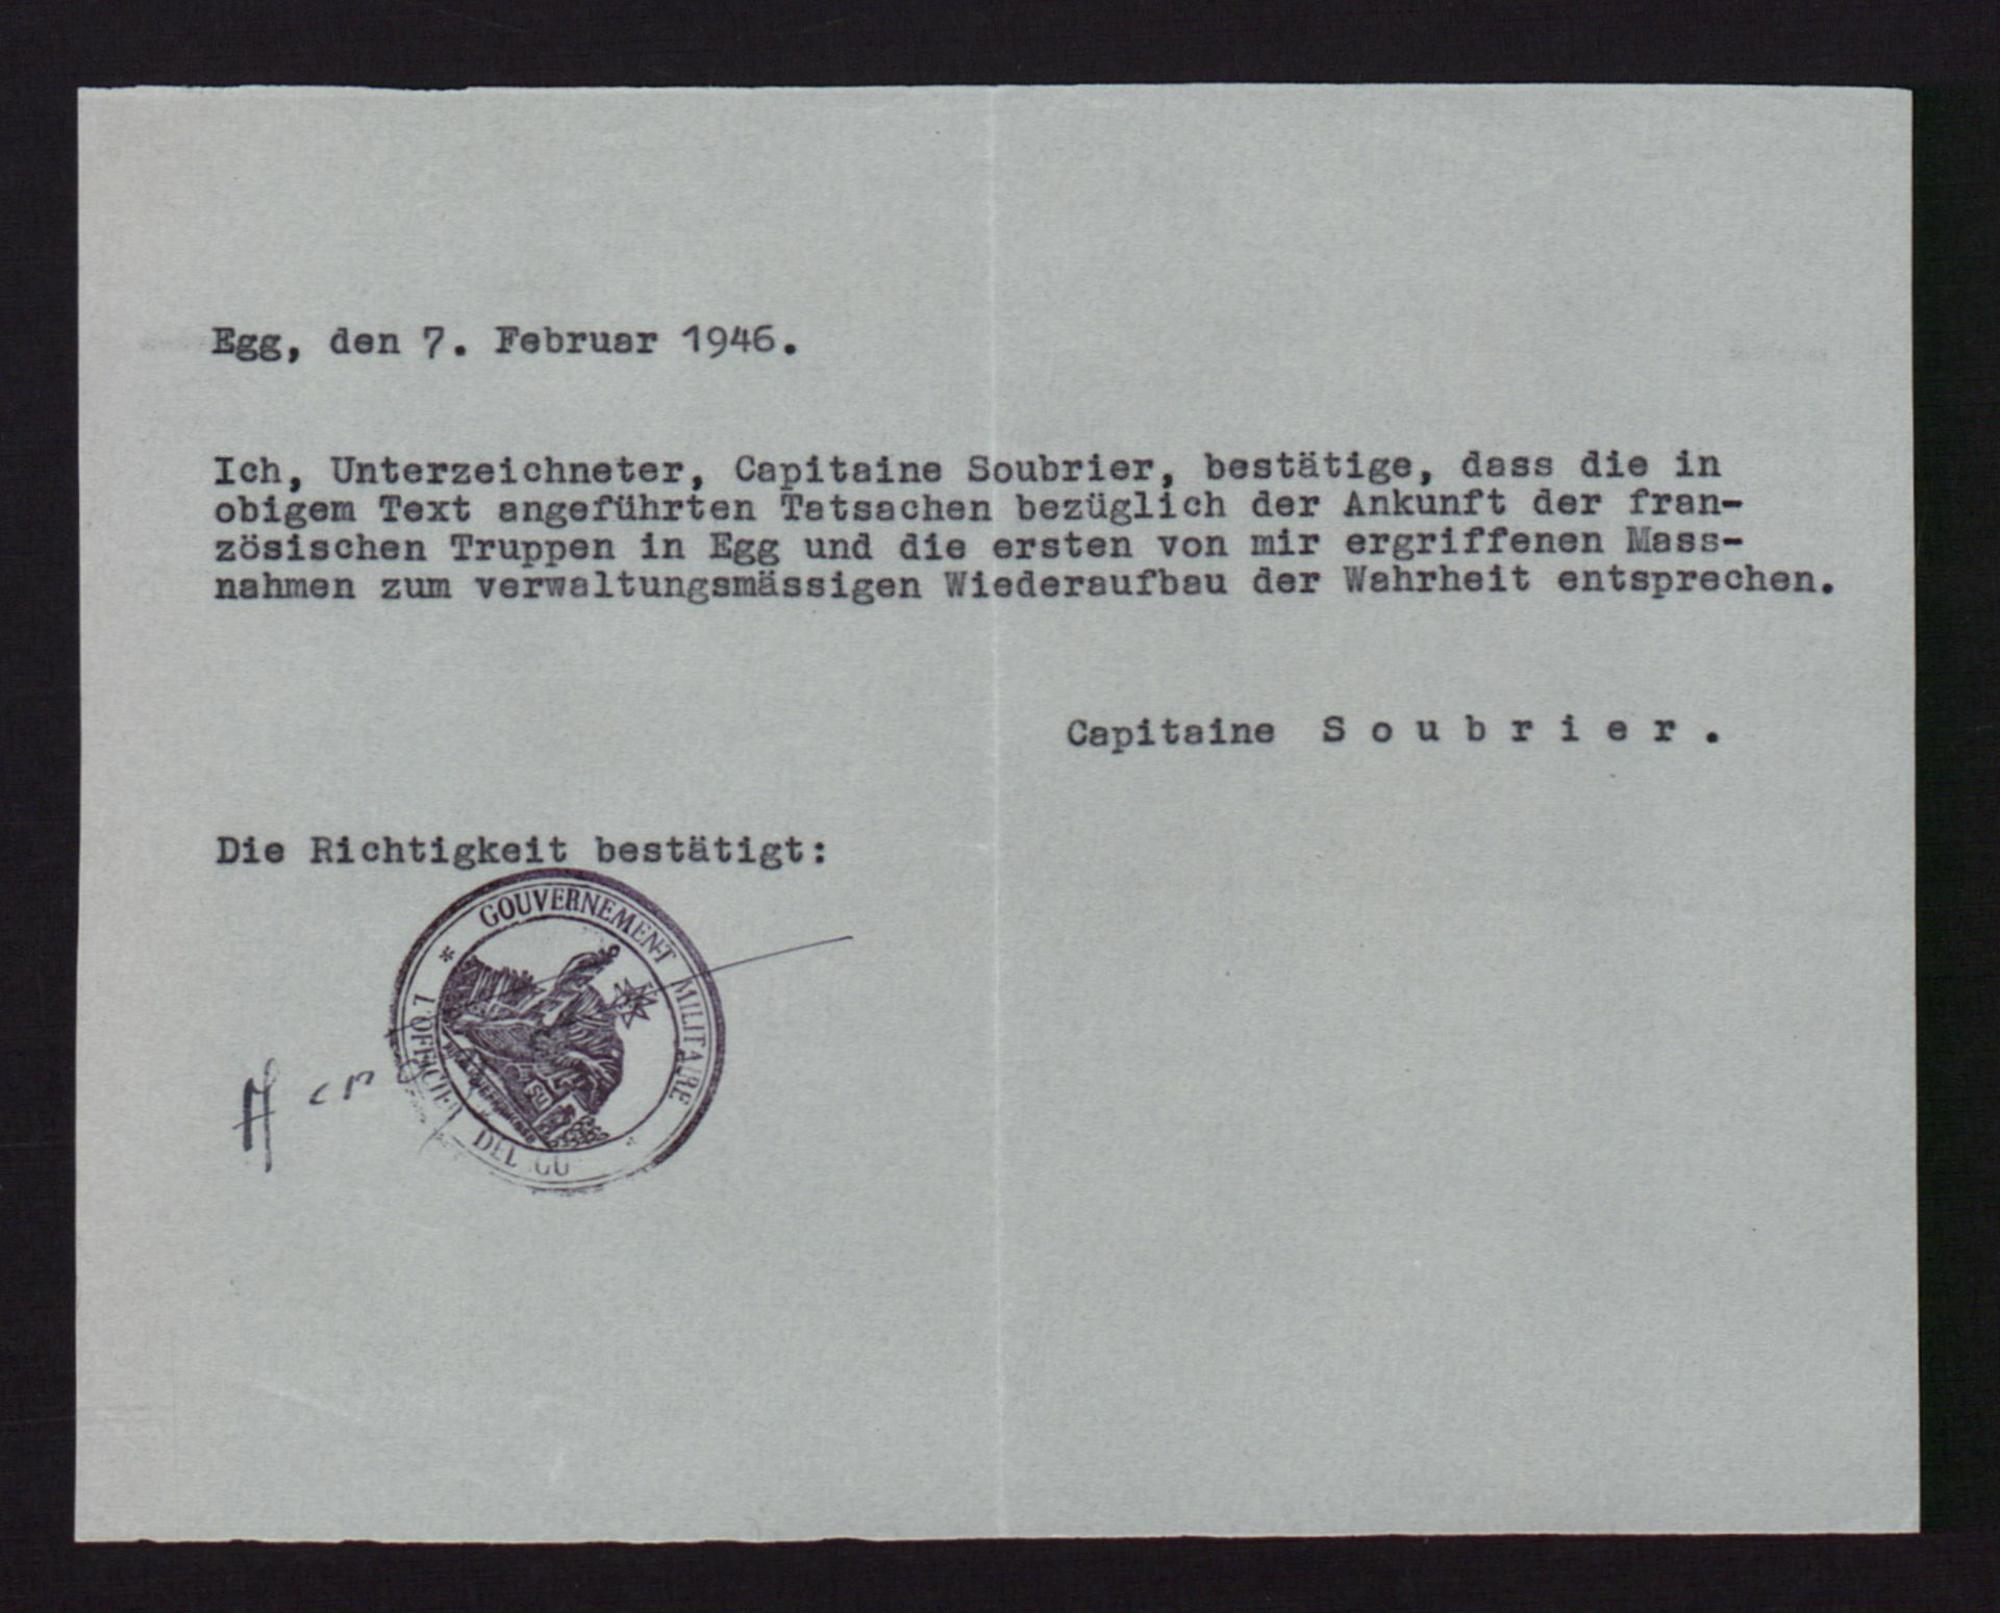 Egg, den 7. Februar 1946.
Ich, Unterzeichneter, Capitaine Soubrier, bestätige, dass die in
obigem Text angeführten Tatsachen bezüglich der Ankunft der fran-
zösischen Truppen in Egg und die ersten von mir ergriffenen Mass-
nahmen zum verwaltungsmässigen Wiederaufbau der Wahrheit entsprechen.
Capitaine S o u b r i e r .
Die Richtigkeit bestätigt:
* GOUVERNEMENT MILITAIRE
L'OFFICIER